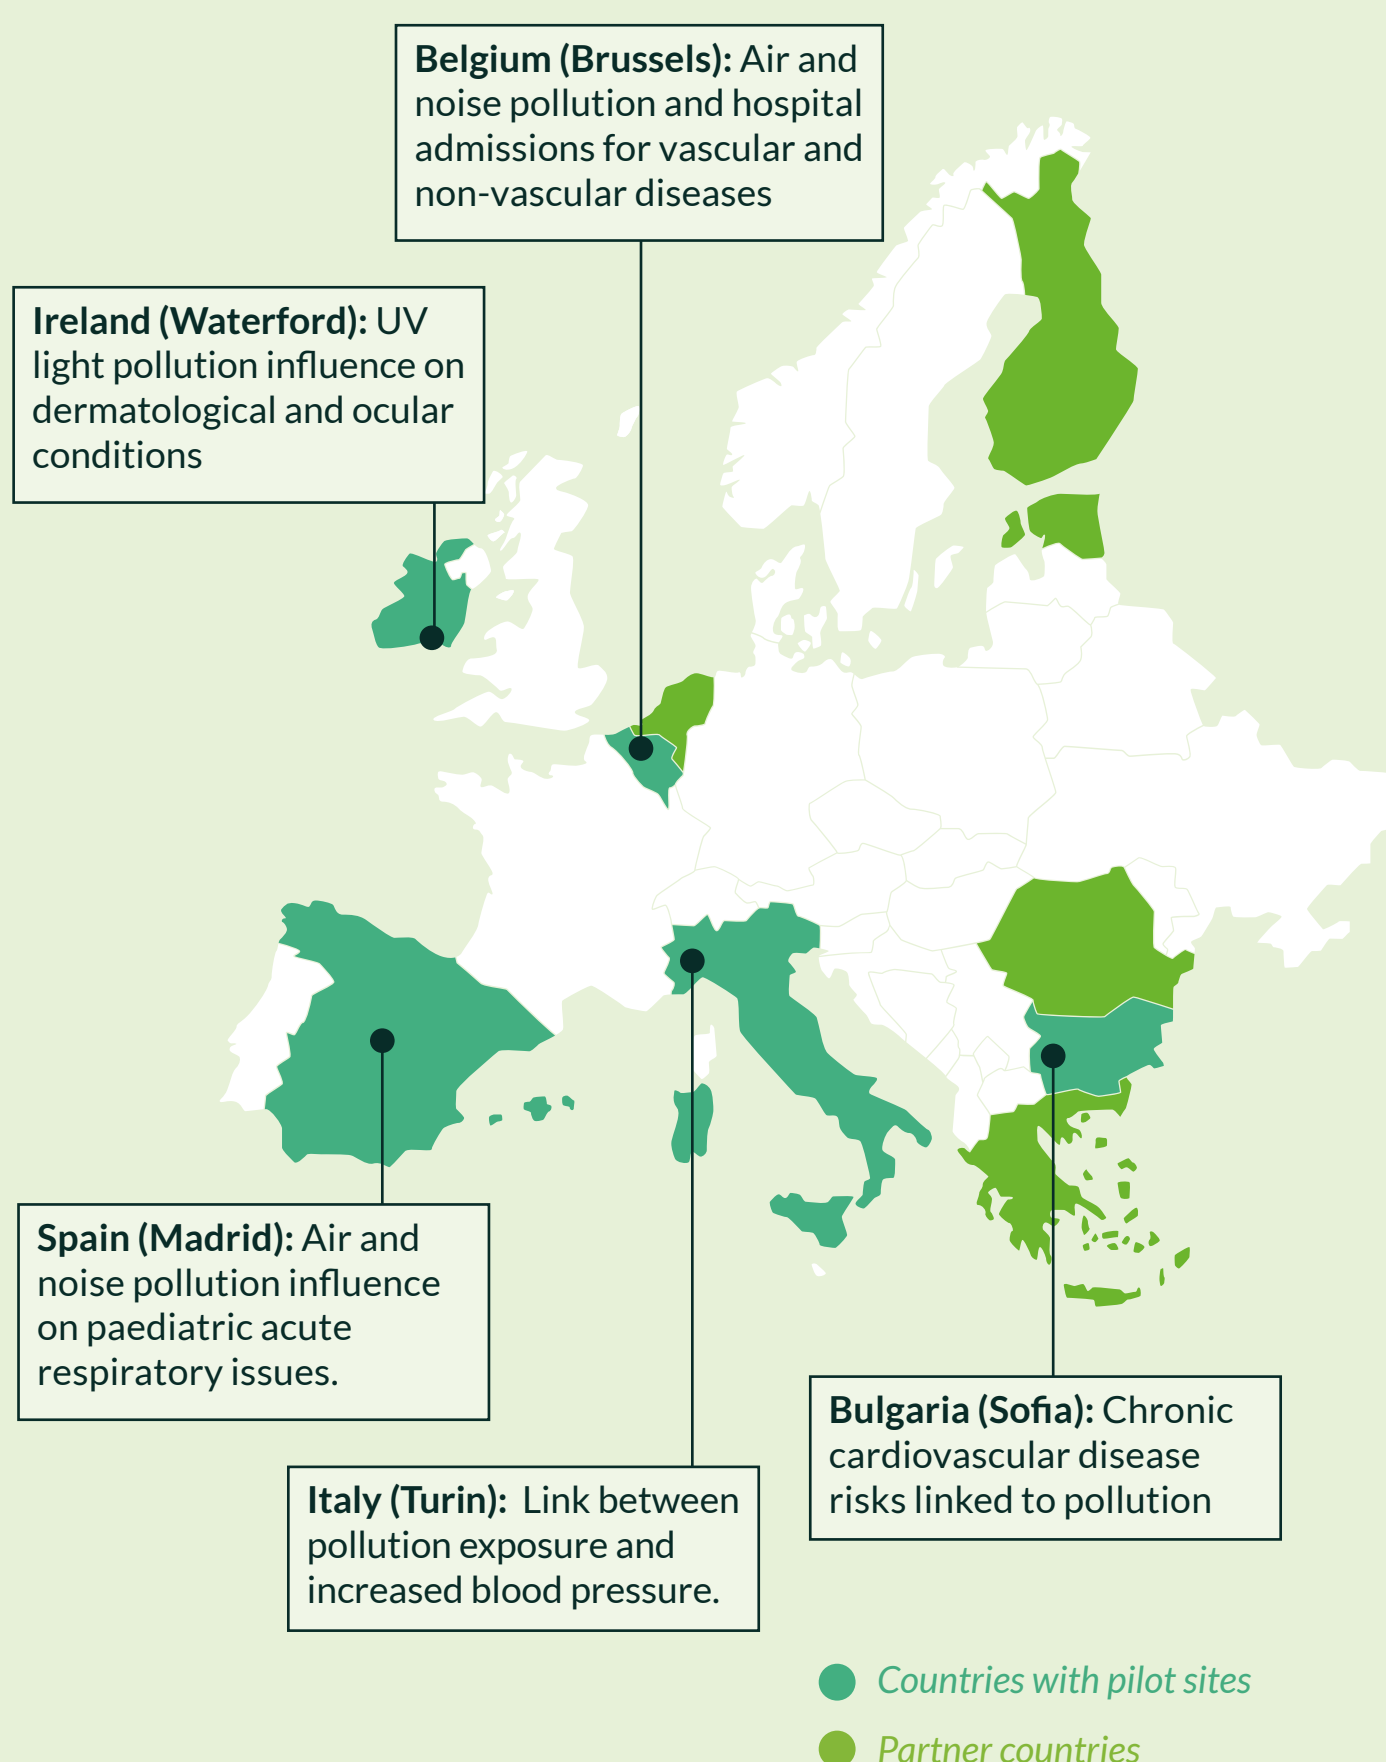 Belgium (Brussels): Air and
noise pollution and hospital
admissions for vascular and
non-vascular diseases
Ireland (Waterford): UV
light pollution influence on
dermatological and ocular
conditions
Spain (Madrid): Air and
noise pollution influence
on paediatric acute
respiratory issues.
Bulgaria (Sofia): Chronic
cardiovascular disease
risks linked to pollution
Italy (Turin): Link between
pollution exposure and
increased blood pressure.
Countries with pilot sites
Partner countries